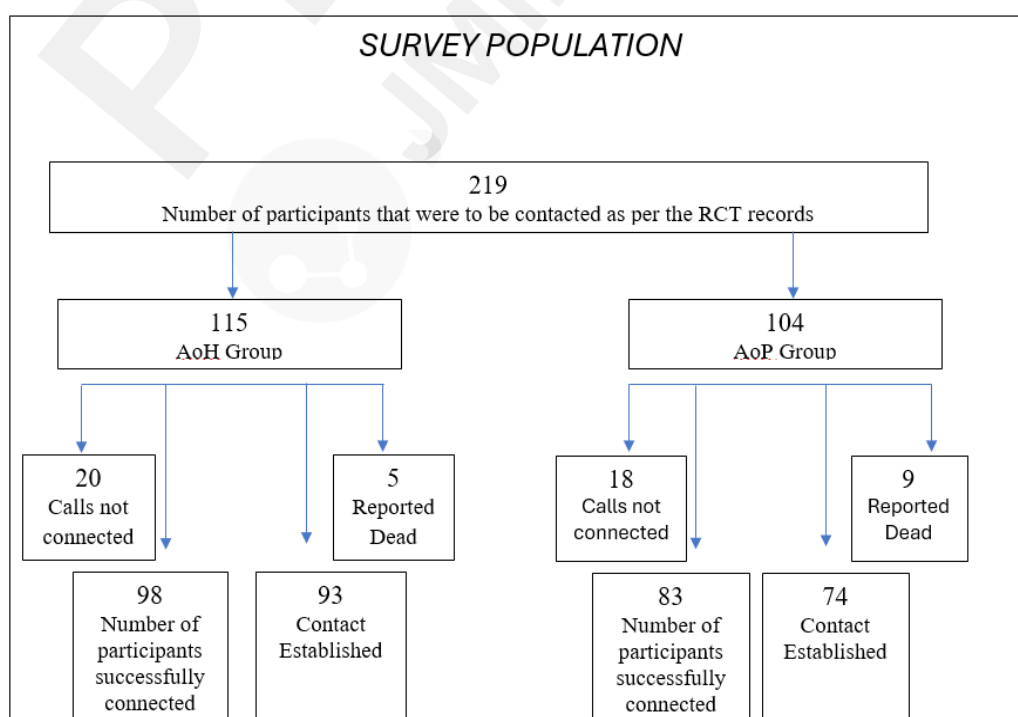 SURVEY POPULATION
219
Number of participants that were to be contacted as per the RCT records
115
AoH Group
104
AoP Group
20
Calls not
connected
5
Reported
Dead
18
Calls not
connected
9
Reported
Dead
98
Number of
participants
successfully
connected
93
Contact
Established
83
Number of
participants
successfully
connected
74
Contact
Established